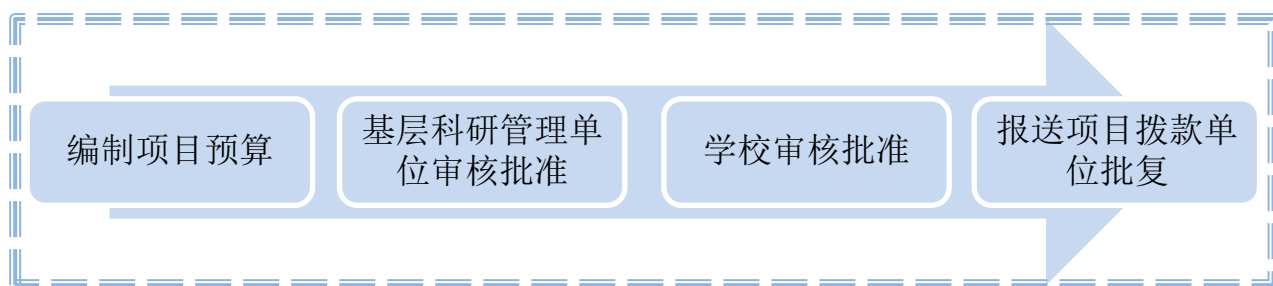 编制项目预算
基层科研管理单
位审核批准
学校审核批准
报送项目拨款单
位批复